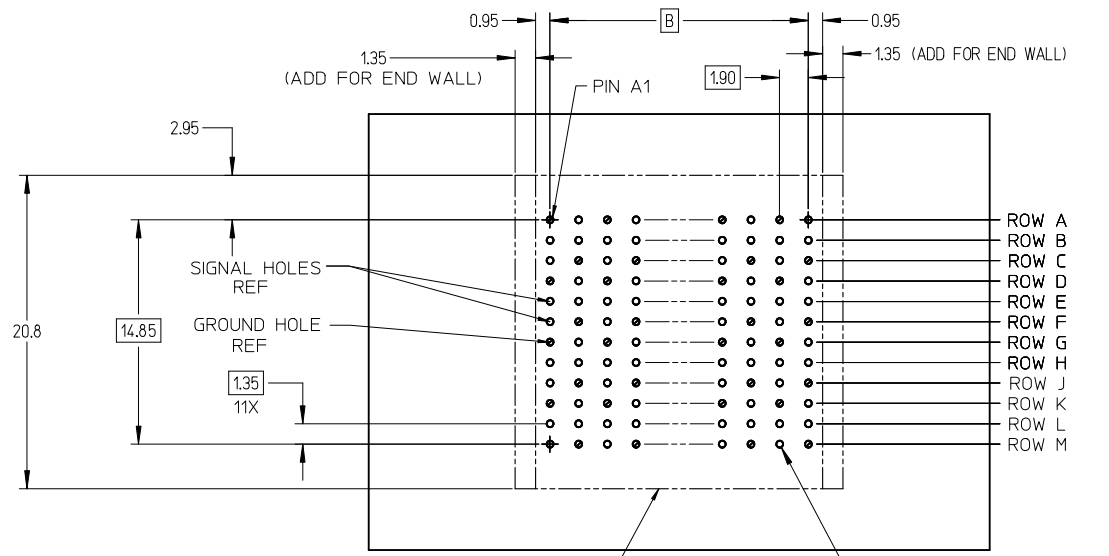 0.95
B
0.95
1.35
(ADD FOR END WALL)
1.35 (ADD FOR END WALL)
1.90
PIN A1
2.95
ROW A
ROW B
SIGNAL HOLES
REF
ROW C
ROW D
ROW E
20.8
14.85
GROUND HOLE
REF
ROW F
ROW G
ROW H
1.35
11X
ROW J
ROW K
ROW L
ROW M